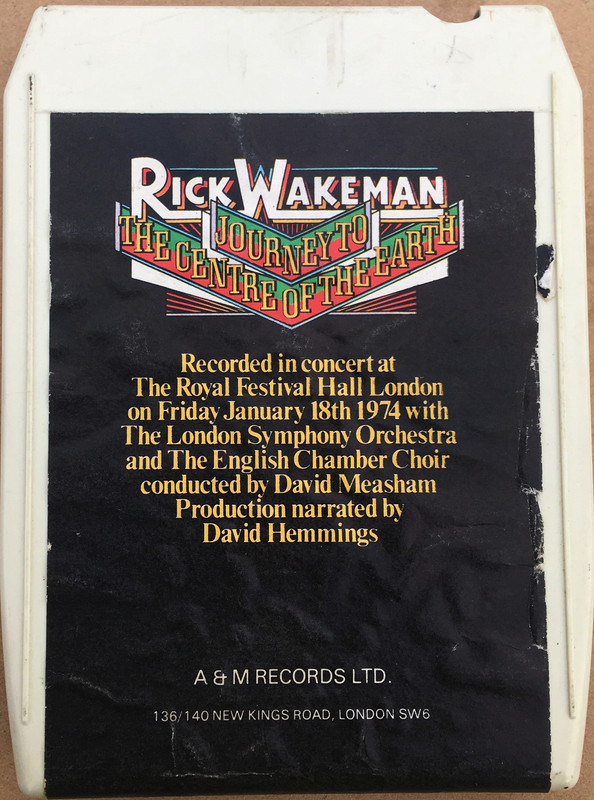 RICK WAKEMAN
JOURNEY TO
THE CENTRE OF THE EARTH
Recorded in concert at
The Royal Festival Hall London
on Friday January 18th 1974 with
The London Symphony Orchestra
and The English Chamber Choir
conducted by David Measham
Production narrated by
David Hemmings
A & M RECORDS LTD.
136/140 NEW KINGS ROAD, LONDON SW6